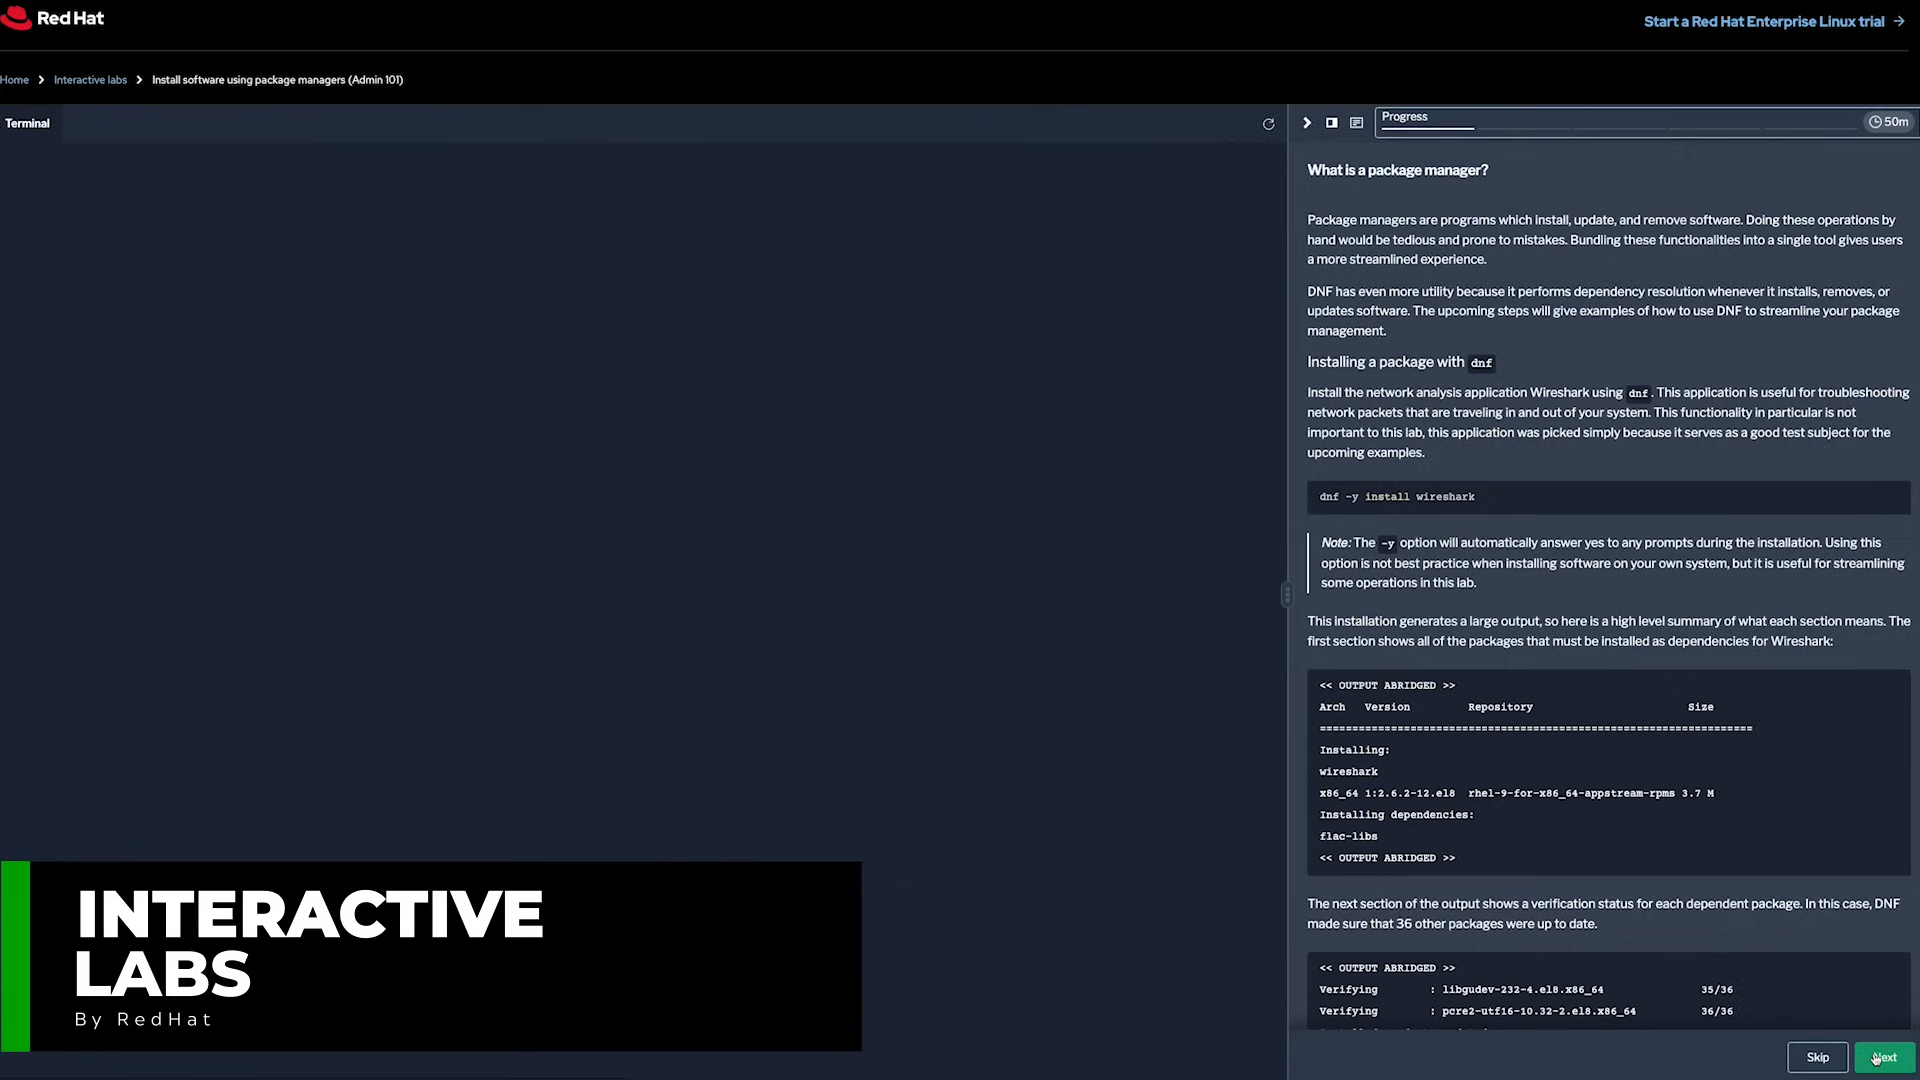 Red Hat
Start a Red Hat Enterprise Linux trial
Home
Interactive labs
Install software using package managers (Admin 101)
Terminal
Progress
50m
What is a package manager?
Package managers are programs which install, update, and remove software. Doing these operations by
hand would be tedious and prone to mistakes. Bundling these functionalities into a single tool gives users
a more streamlined experience.
DNF has even more utility because it performs dependency resolution whenever it installs, removes, or
updates software. The upcoming steps will give examples of how to use DNF to streamline your package
management.
Installing a package with dnf
Install the network analysis application Wireshark using dnf. This application is useful for troubleshooting
network packets that are traveling in and out of your system. This functionality in particular is not
important to this lab, this application was picked simply because it serves as a good test subject for the
upcoming examples.
dnf -y install wireshark
Note: The -y option will automatically answer yes to any prompts during the installation. Using this
option is not best practice when installing software on your own system, but it is useful for streamlining
some operations in this lab.
This installation generates a large output, so here is a high level summary of what each section means. The
first section shows all of the packages that must be installed as dependencies for Wireshark:
<< OUTPUT ABRIDGED >>
Arch Version Repository Size
===================================================================
Installing:
wireshark
x86_64 1:2.6.2-12.el8 rhel-9-for-x86_64-appstream-rpms 3.7 M
Installing dependencies:
flac-libs
<< OUTPUT ABRIDGED >>
The next section of the output shows a verification status for each dependent package. In this case, DNF
made sure that 36 other packages were up to date.
<< OUTPUT ABRIDGED >>
Verifying : libgudev-232-4.el8.x86_64 35/36
Verifying : pcre2-utf16-10.32-2.el8.x86_64 36/36
Skip
Next
INTERACTIVE
LABS
By RedHat